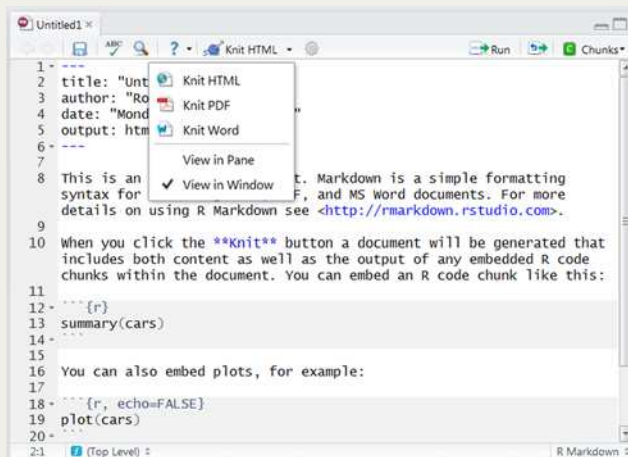 Untitled1 ×
ABC ? Knit HTML Run Chunks
1 ---
2 title: "Unt
3 author: "Ro
4 date: "Mond "
5 output: htm
6 ---
Knit HTML
Knit PDF
Knit Word
View in Pane
✔ View in Window
7
8 This is an t. Markdown is a simple formatting
syntax for F, and MS Word documents. For more
details on using R Markdown see <http://rmarkdown.rstudio.com>.
9
10 When you click the **Knit** button a document will be generated that
includes both content as well as the output of any embedded R code
chunks within the document. You can embed an R code chunk like this:
11
12 ```{r}
13 summary(cars)
14 ```
15
16 You can also embed plots, for example:
17
18 ```{r, echo=FALSE}
19 plot(cars)
20 ```
2:1 (Top Level) R Markdown